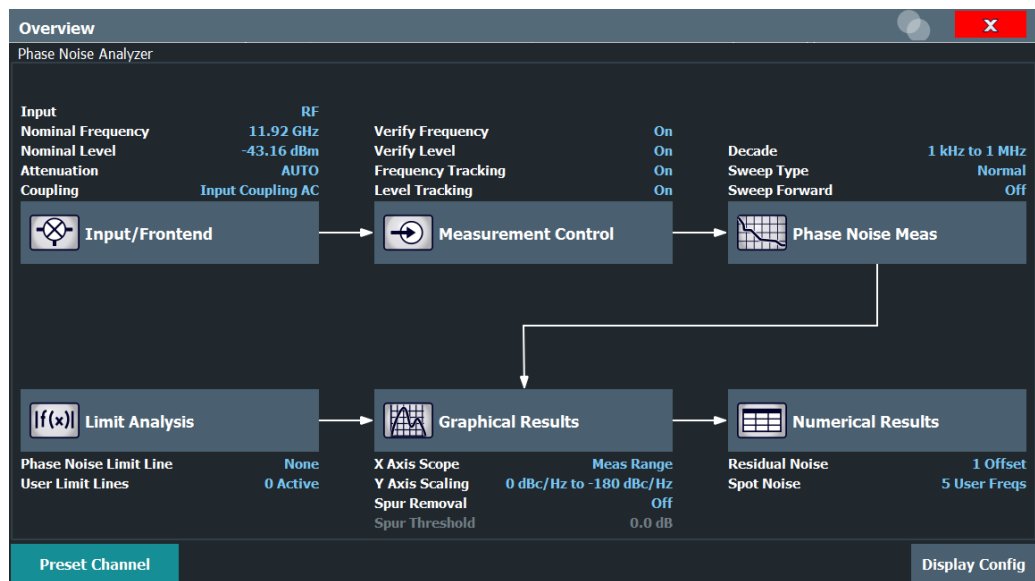 Overview
X
Phase Noise Analyzer
Input RF
Nominal Frequency 11.92 GHz
Nominal Level -43.16 dBm
Attenuation AUTO
Coupling Input Coupling AC
Verify Frequency On
Verify Level On
Frequency Tracking On
Level Tracking On
Decade 1 kHz to 1 MHz
Sweep Type Normal
Sweep Forward Off
Input/Frontend
Measurement Control
Phase Noise Meas
|f(x)| Limit Analysis
Graphical Results
Numerical Results
Phase Noise Limit Line None
User Limit Lines 0 Active
X Axis Scope Meas Range
Y Axis Scaling 0 dBc/Hz to -180 dBc/Hz
Spur Removal Off
Spur Threshold 0.0 dB
Residual Noise 1 Offset
Spot Noise 5 User Freqs
Preset Channel
Display Config